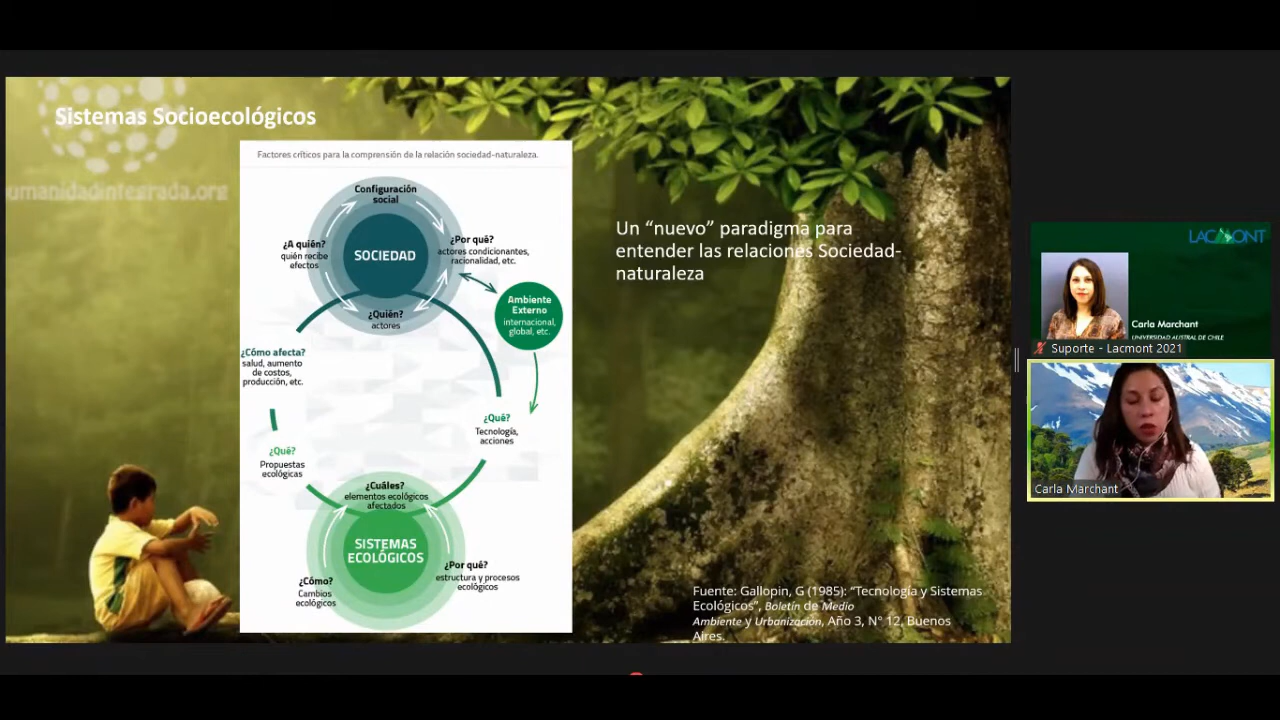 Sistemas Socioecológicos
umanidadintegrada.org
Factores críticos para la comprensión de la relación sociedad-naturaleza.
Configuración
social
¿A quién?
quién recibe
efectos
SOCIEDAD
¿Por qué?
actores condicionantes,
racionalidad, etc.
¿Quién?
actores
Ambiente
Externo
internacional,
global, etc.
¿Cómo afecta?
salud, aumento
de costos,
producción, etc.
¿Qué?
Tecnología,
acciones
¿Qué?
Propuestas
ecológicas
¿Cuáles?
elementos ecológicos
afectados
SISTEMAS
ECOLÓGICOS
¿Cómo?
Cambios
ecológicos
¿Por qué?
estructura y procesos
ecológicos
Un “nuevo” paradigma para
entender las relaciones Sociedad-
naturaleza
Fuente: Gallopin, G (1985): “Tecnología y Sistemas
Ecológicos”, Boletín de Medio
Ambiente y Urbanización, Año 3, N° 12, Buenos
Aires.
LACMONT
Carla Marchant
UNIVERSIDAD AUSTRAL DE CHILE
Suporte - Lacmont 2021
Carla Marchant